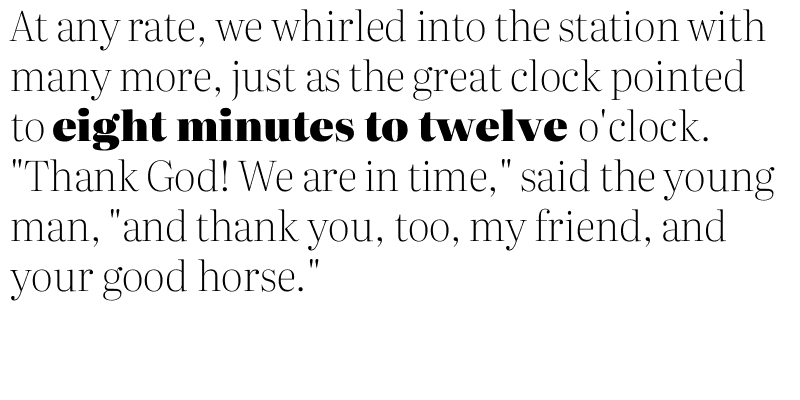 At any rate, we whirled into the station with
many more, just as the great clock pointed
to eight minutes to twelve o'clock.
"Thank God! We are in time," said the young
man, "and thank you, too, my friend, and
your good horse."